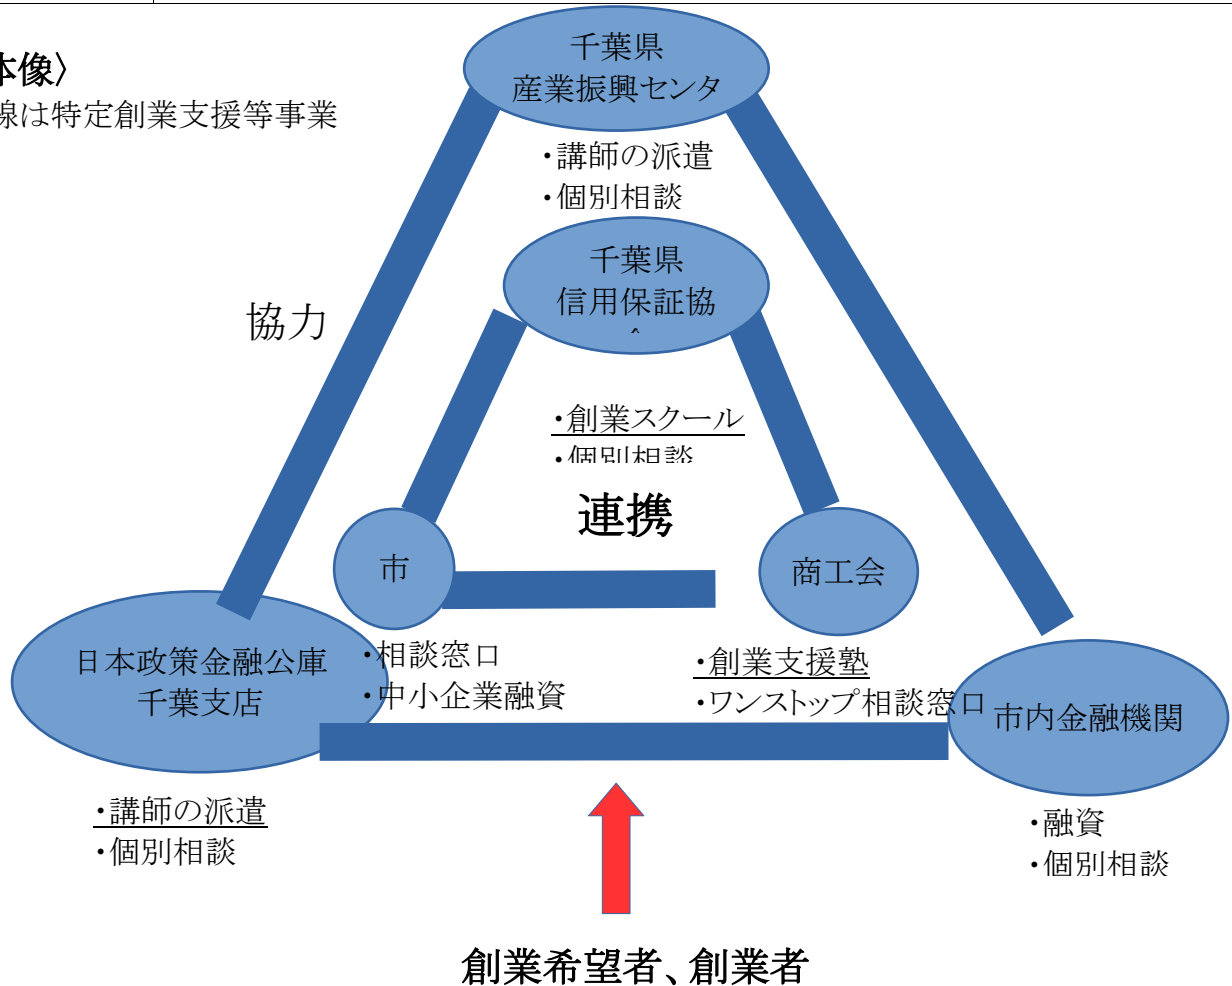 本像〉
線は特定創業支援等事業
千葉県
産業振興センタ
・講師の派遣
・個別相談
千葉県
信用保証協
協力
・創業スクール
・個別相談
連携
市
商工会
・相談窓口
・中小企業融資
・創業支援塾
・ワンストップ相談窓口
日本政策金融公庫
千葉支店
市内金融機関
・講師の派遣
・個別相談
・融資
・個別相談
創業希望者、創業者